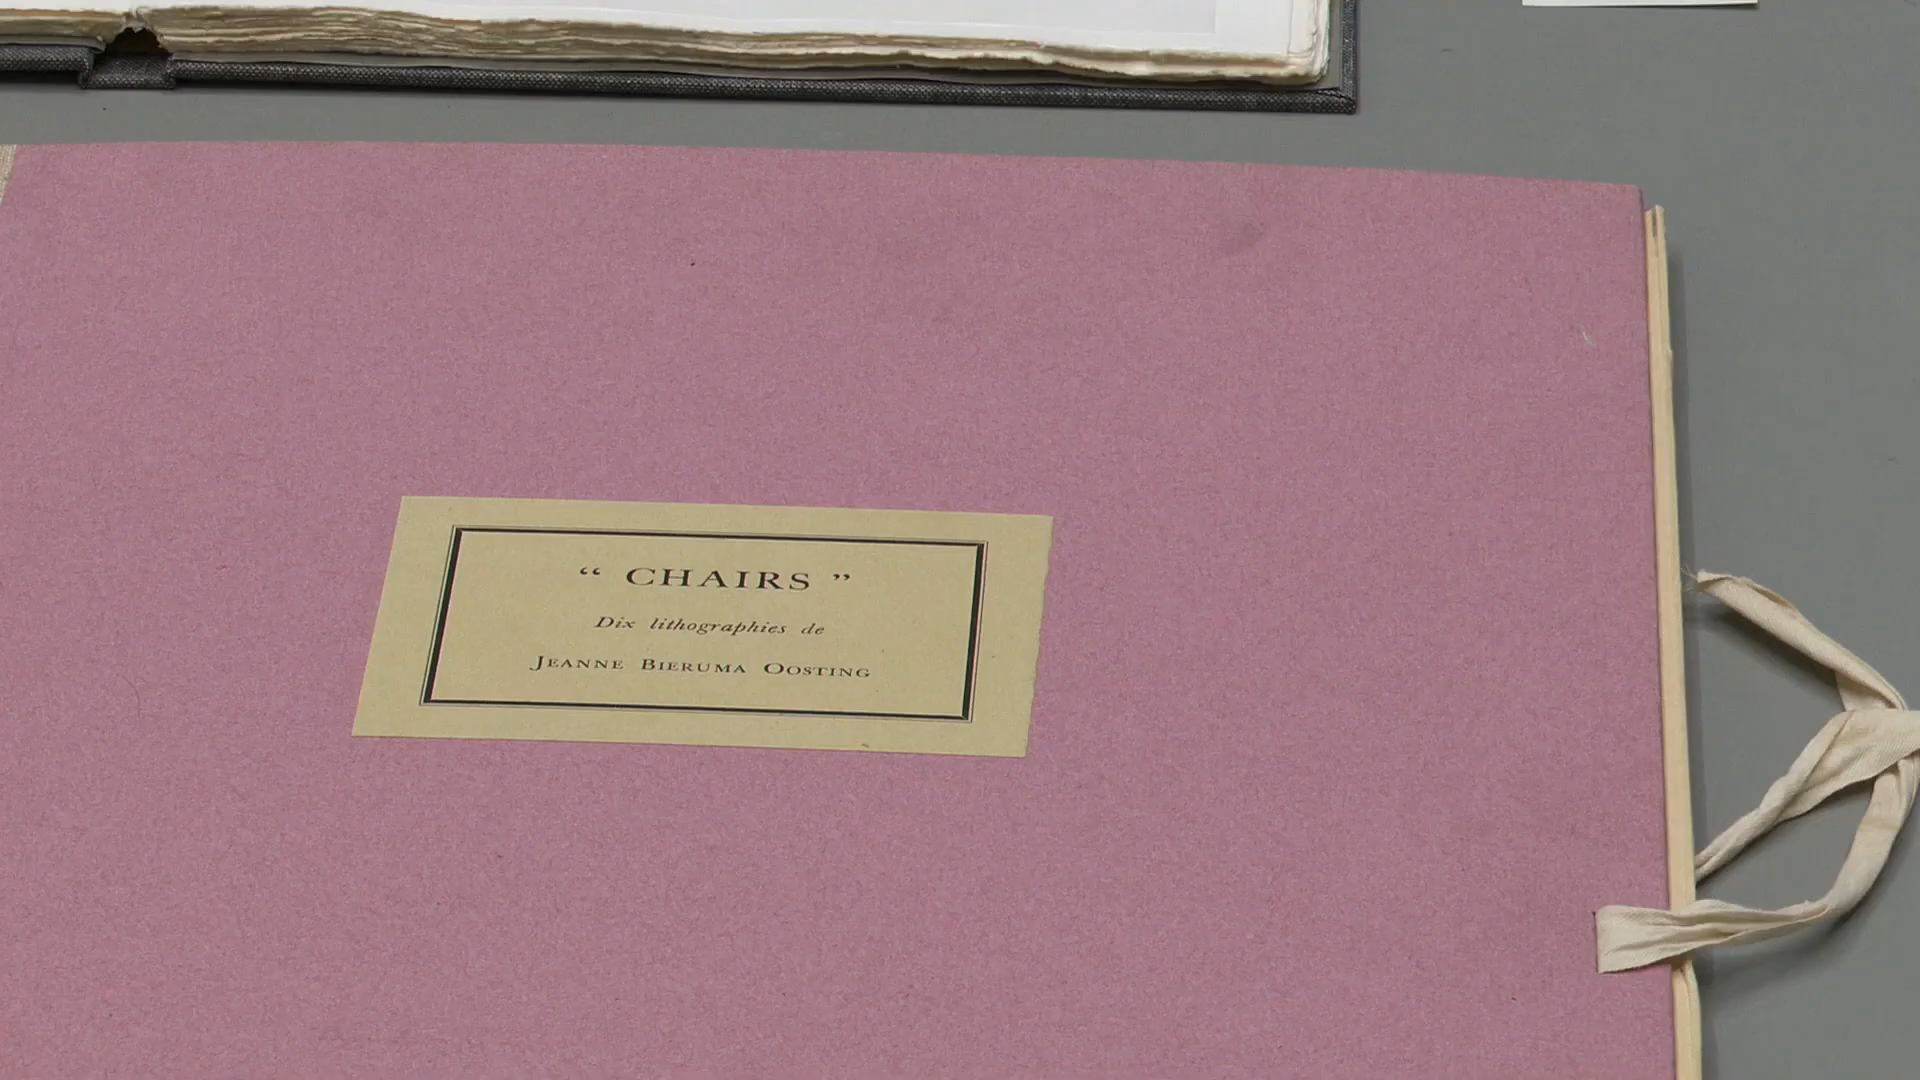 “ CHAIRS ”
Dix lithographies de
Jeanne Bieruma Oosting